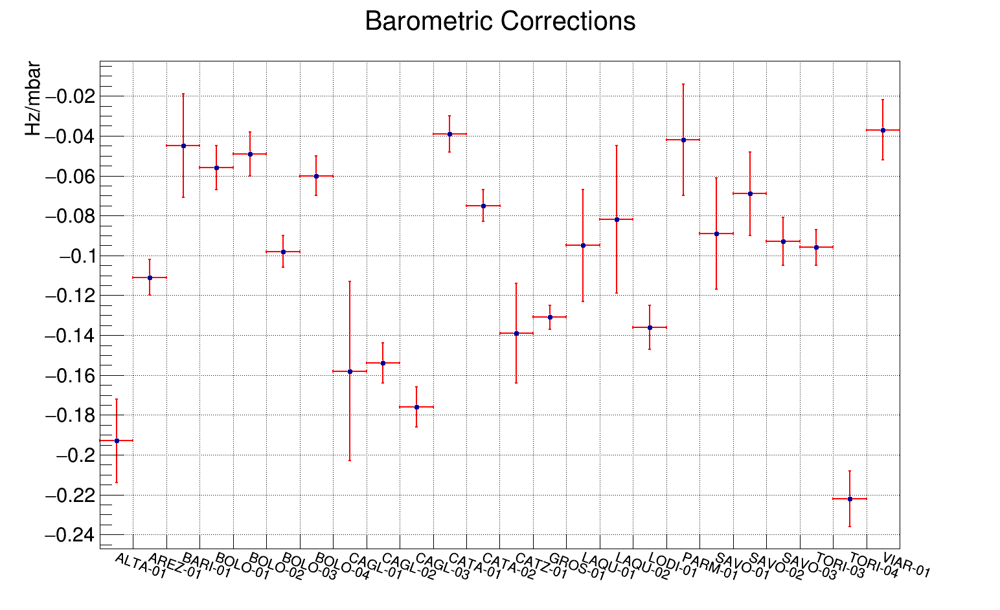 Barometric Corrections
Hz/mbar
−0.02
−0.04
−0.06
−0.08
−0.1
−0.12
−0.14
−0.16
−0.18
−0.2
−0.22
−0.24
ALTA-01
AREZ-01
BARI-01
BOLO-01
BOLO-02
BOLO-03
BOLO-04
CAGL-01
CAGL-02
CAGL-03
CATA-01
CATA-02
CATZ-01
GROS-01
LAQU-01
LAQU-02
LODI-01
PARM-01
SAVO-01
SAVO-02
SAVO-03
TORI-03
TORI-04
VIAR-01